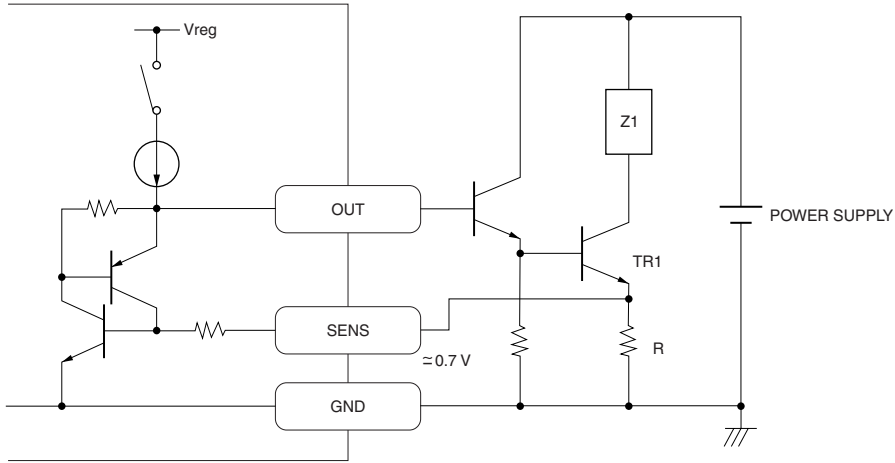 Vreg
Z1
OUT
POWER SUPPLY
TR1
SENS
≃ 0.7 V
R
GND